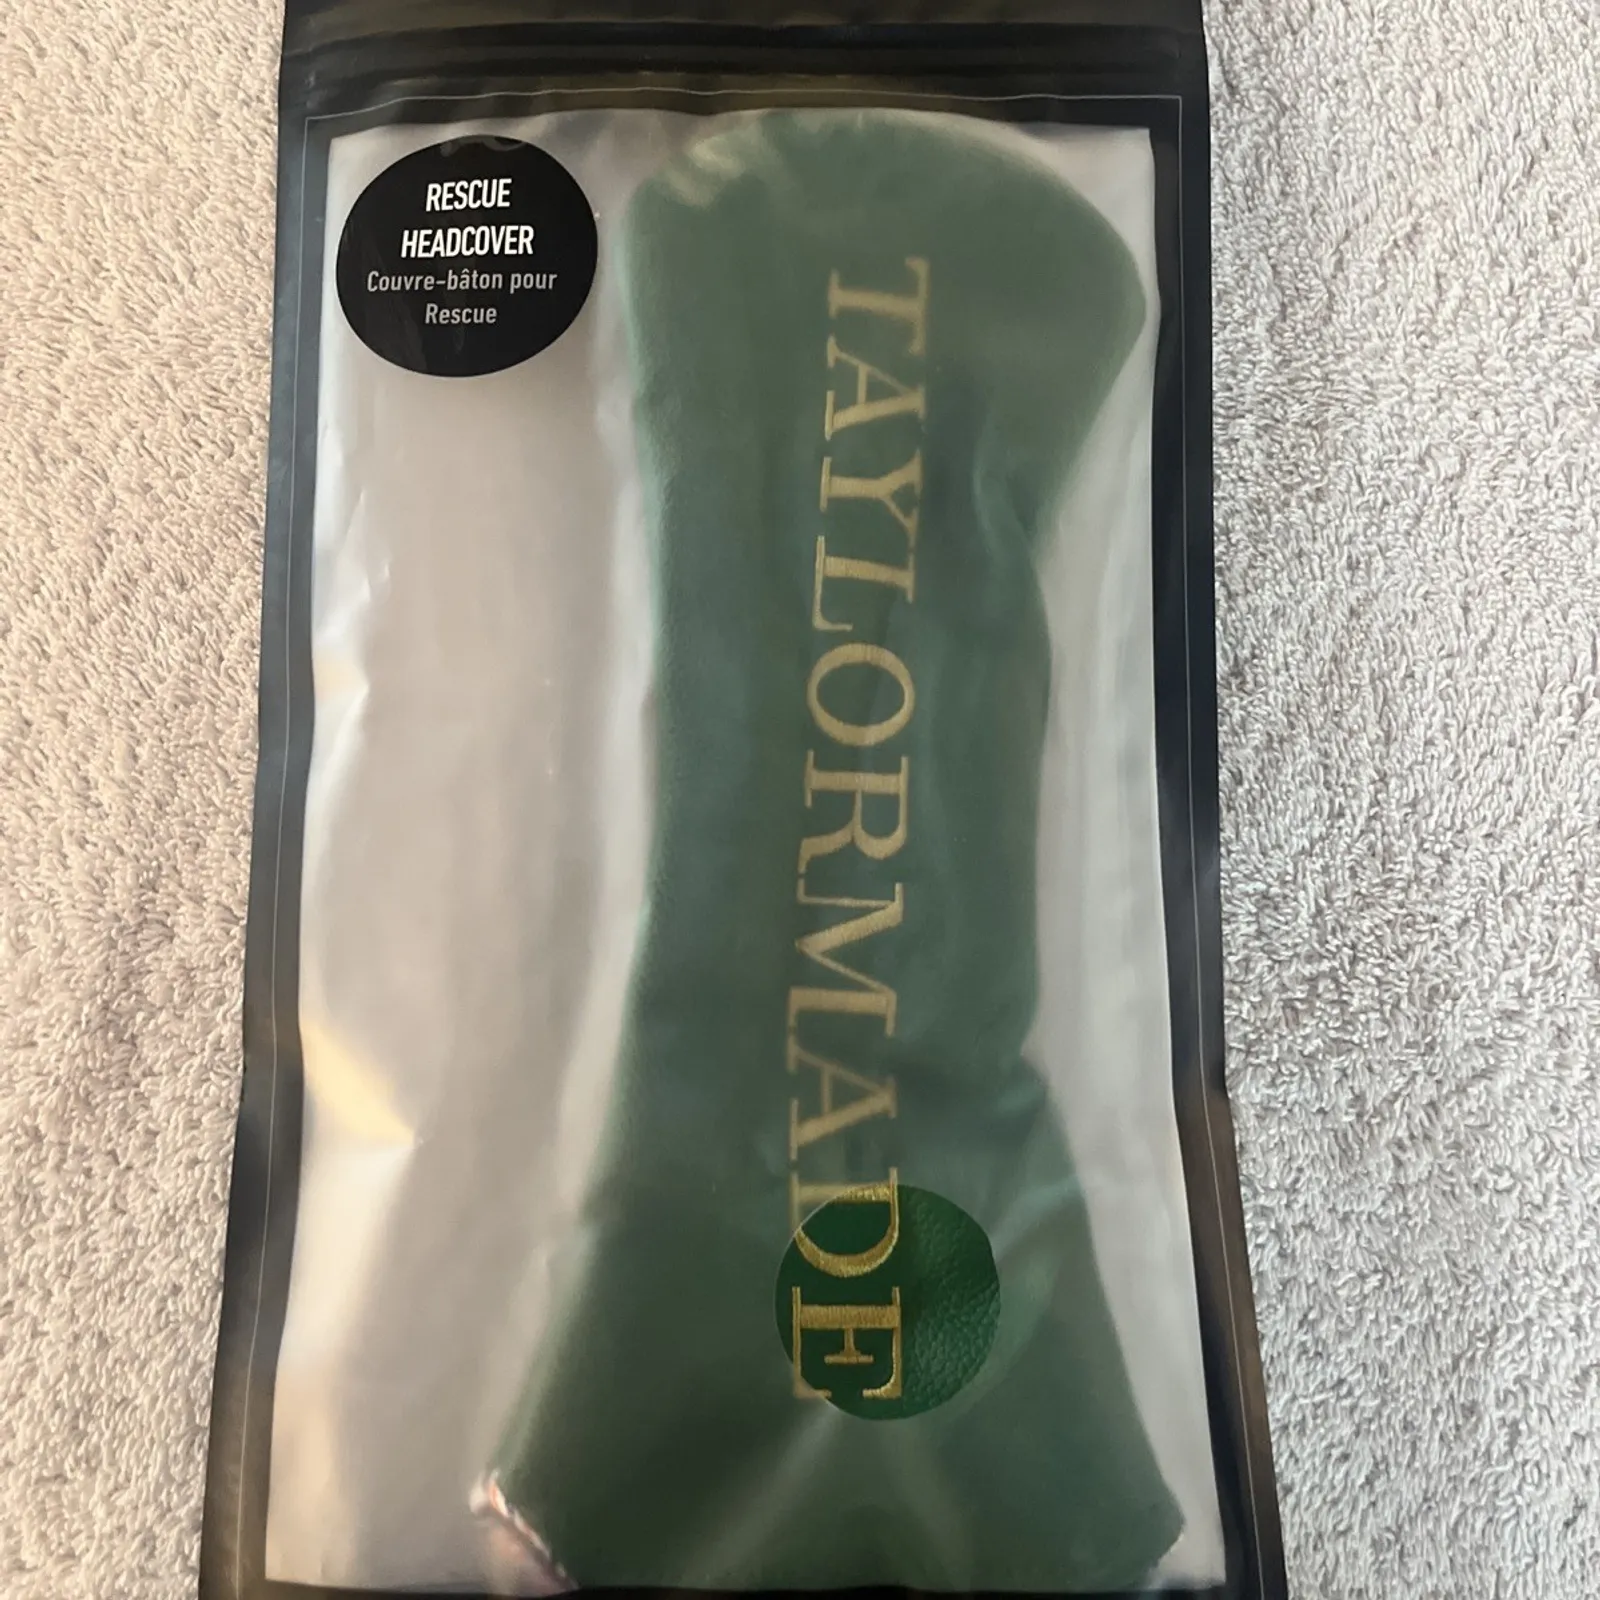 RESCUE
HEADCOVER
Couvre-bâton pour
Rescue
TAYLORMADE